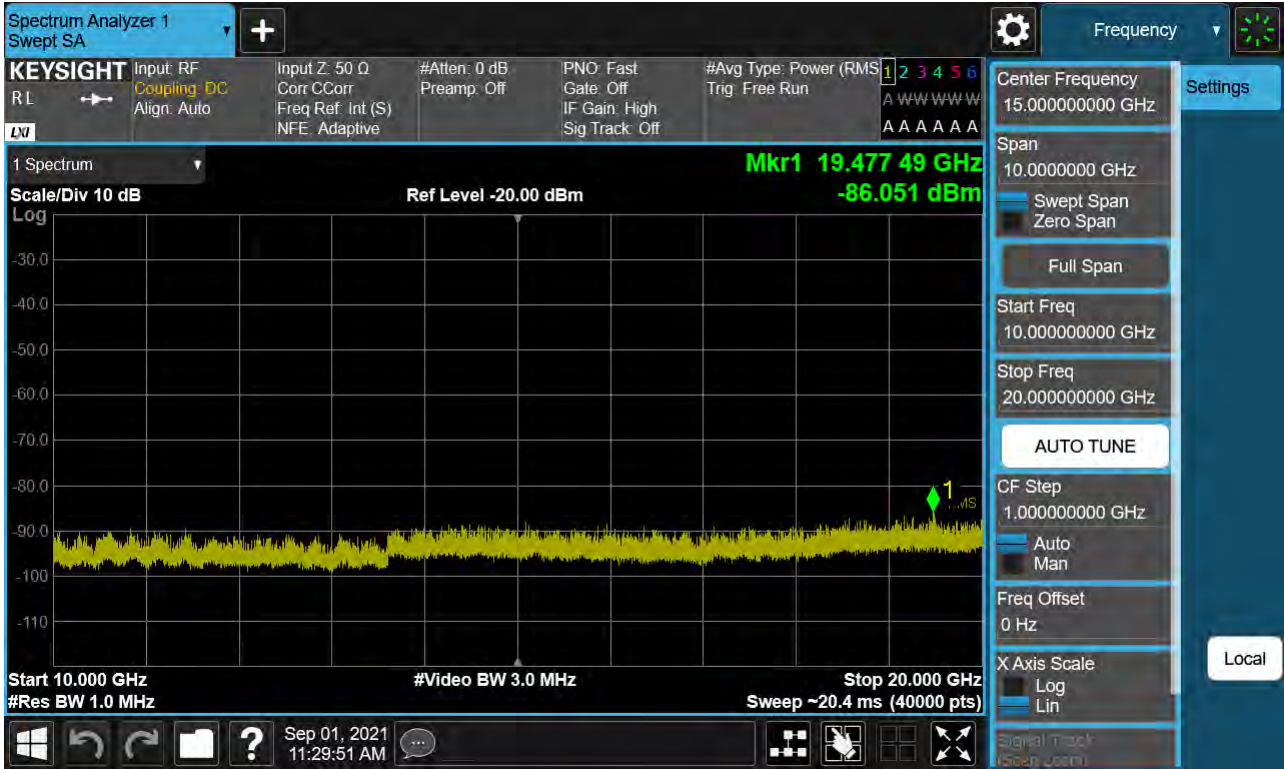 Spectrum Analyzer 1
Swept SA
Frequency
KEYSIGHT
R L
LXI
Input: RF
Coupling: DC
Align: Auto
Input Z: 50 Ω
Corr CCorr
Freq Ref: Int (S)
NFE: Adaptive
#Atten: 0 dB
Preamp: Off
PNO: Fast
Gate: Off
IF Gain: High
Sig Track: Off
#Avg Type: Power (RMS
Trig: Free Run
1 2 3 4 5 6
A W W W W W
A A A A A A
1 Spectrum
Mkr1 19.477 49 GHz
Scale/Div 10 dB
Ref Level -20.00 dBm
-86.051 dBm
Log
-30.0
-40.0
-50.0
-60.0
-70.0
-80.0
-90.0
-100
-110
1
Start 10.000 GHz
#Video BW 3.0 MHz
Stop 20.000 GHz
#Res BW 1.0 MHz
Sweep ~20.4 ms (40000 pts)
Sep 01, 2021
11:29:51 AM
Center Frequency
15.000000000 GHz
Settings
Span
10.0000000 GHz
Swept Span
Zero Span
Full Span
Start Freq
10.000000000 GHz
Stop Freq
20.000000000 GHz
AUTO TUNE
CF Step
1.000000000 GHz
Auto
Man
Freq Offset
0 Hz
X Axis Scale
Log
Lin
Local
Signal Track
(Span Zoom)